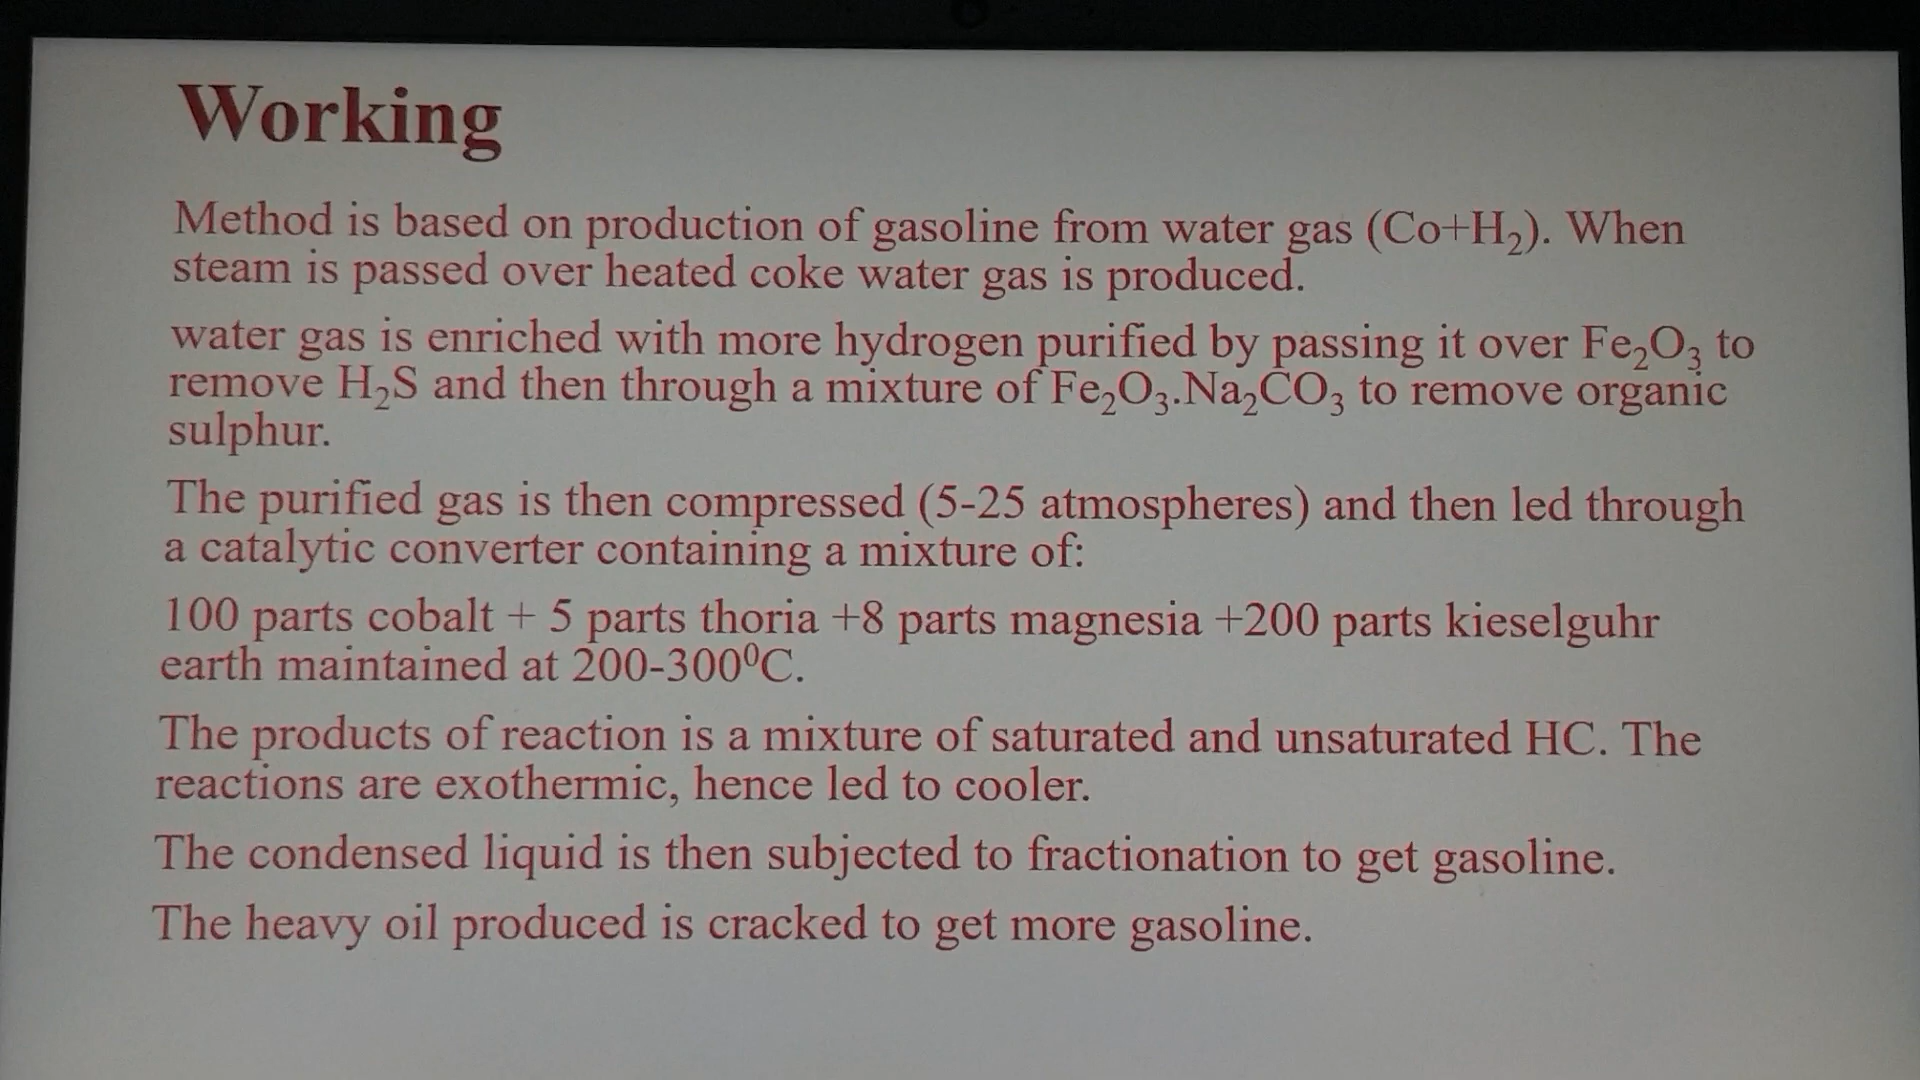 Working
Method is based on production of gasoline from water gas (Co+H₂). When
steam is passed over heated coke water gas is produced.
water gas is enriched with more hydrogen purified by passing it over Fe₂O₃ to
remove H₂S and then through a mixture of Fe₂O₃.Na₂CO₃ to remove organic
sulphur.
The purified gas is then compressed (5-25 atmospheres) and then led through
a catalytic converter containing a mixture of:
100 parts cobalt + 5 parts thoria +8 parts magnesia +200 parts kieselguhr
earth maintained at 200-300⁰C.
The products of reaction is a mixture of saturated and unsaturated HC. The
reactions are exothermic, hence led to cooler.
The condensed liquid is then subjected to fractionation to get gasoline.
The heavy oil produced is cracked to get more gasoline.